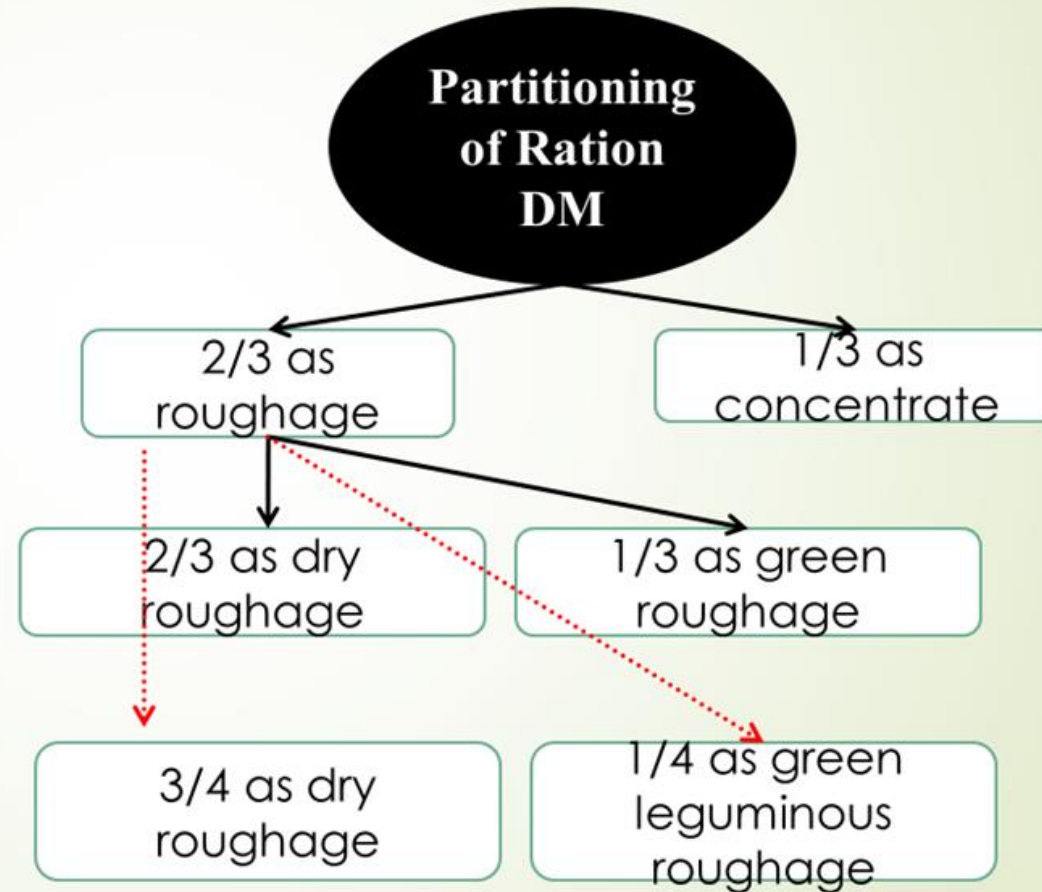 Partitioning
of Ration
DM
2/3 as
roughage
1/3 as
concentrate
2/3 as dry
roughage
1/3 as green
roughage
3/4 as dry
roughage
1/4 as green
leguminous
roughage